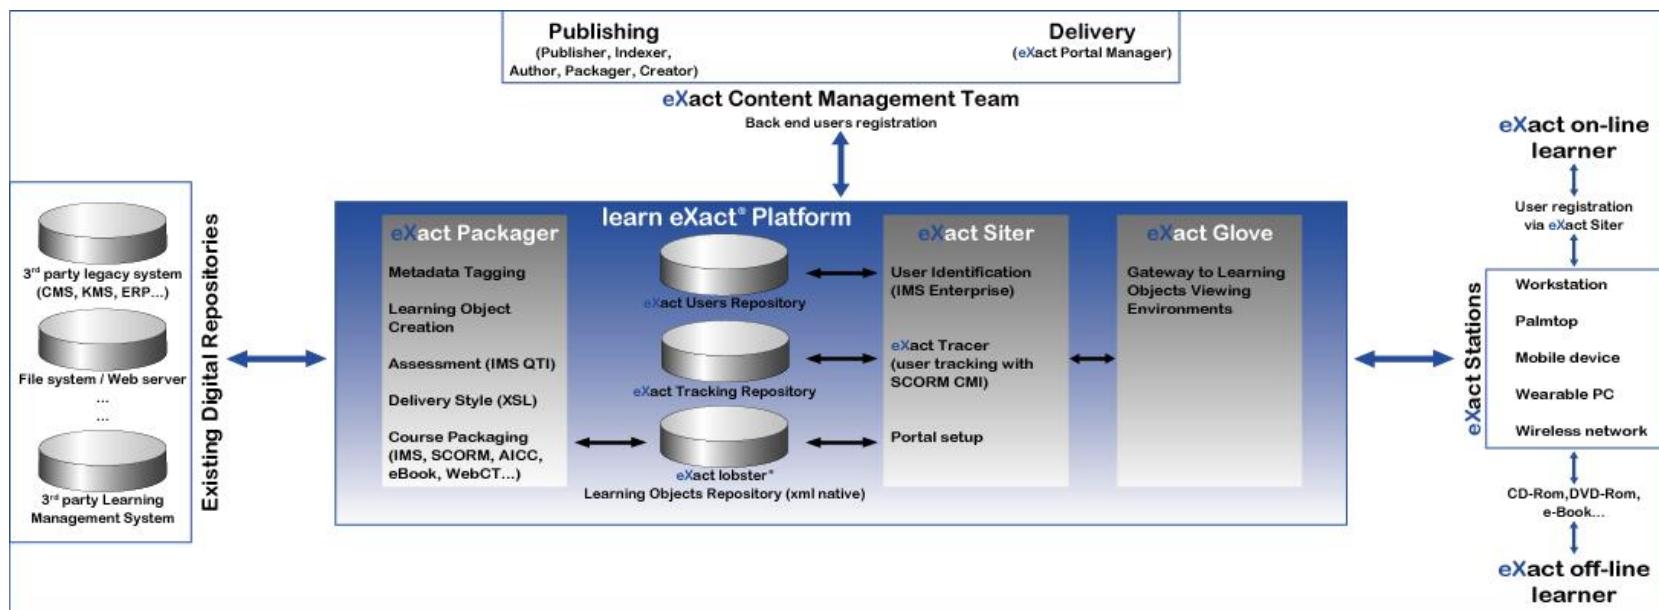 Publishing
(Publisher, Indexer,
Author, Packager, Creator)
Delivery
(eXact Portal Manager)
eXact Content Management Team
Back end users registration
3rd party legacy system
(CMS, KMS, ERP...)
File system / Web server
...
...
3rd party Learning
Management System
Existing Digital Repositories
learn eXact® Platform
eXact Packager
Metadata Tagging
Learning Object
Creation
Assessment (IMS QTI)
Delivery Style (XSL)
Course Packaging
(IMS, SCORM, AICC,
eBook, WebCT...)
eXact Users Repository
eXact Tracking Repository
eXact lobster®
Learning Objects Repository (xml native)
eXact Siter
User Identification
(IMS Enterprise)
eXact Tracer
(user tracking with
SCORM CMI)
Portal setup
eXact Glove
Gateway to Learning
Objects Viewing
Environments
eXact on-line
learner
User registration
via eXact Siter
eXact Stations
Workstation
Palmtop
Mobile device
Wearable PC
Wireless network
CD-Rom,DVD-Rom,
e-Book...
eXact off-line
learner